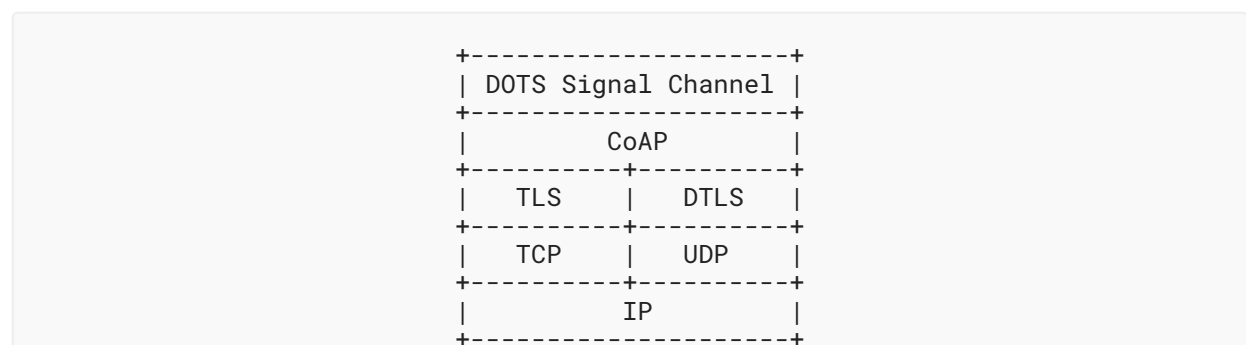 +---------------------+
| DOTS Signal Channel |
+---------------------+
|         CoAP        |
+----------+----------+
|   TLS    |   DTLS   |
+----------+----------+
|   TCP    |   UDP    |
+----------+----------+
|          IP         |
+---------------------+